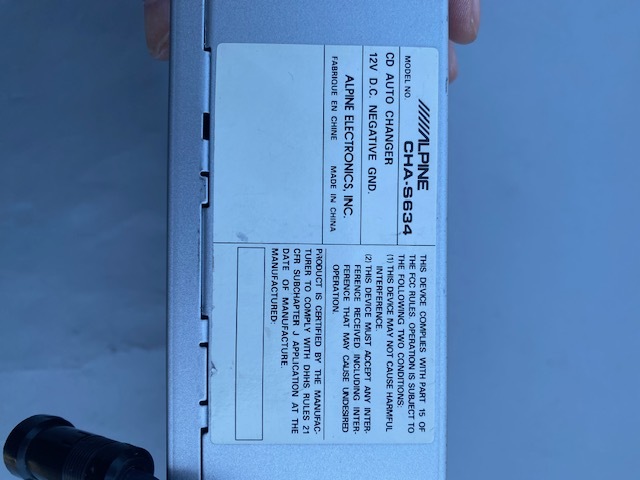 ALPINE
MODEL NO. CHA-S634
CD AUTO CHANGER
12V D.C. NEGATIVE GND.
ALPINE ELECTRONICS, INC.
FABRIQUE EN CHINE MADE IN CHINA
THIS DEVICE COMPLIES WITH PART 15 OF
THE FCC RULES. OPERATION IS SUBJECT TO
THE FOLLOWING TWO CONDITIONS:
(1) THIS DEVICE MAY NOT CAUSE HARMFUL
INTERFERENCE.
(2) THIS DEVICE MUST ACCEPT ANY INTER-
FERENCE RECEIVED INCLUDING INTER-
FERENCE THAT MAY CAUSE UNDESIRED
OPERATION.
PRODUCT IS CERTIFIED BY THE MANUFAC-
TURER TO COMPLY WITH DHHS RULES 21
CFR SUBCHAPTER J APPLICATION AT THE
DATE OF MANUFACTURE.
MANUFACTURED: